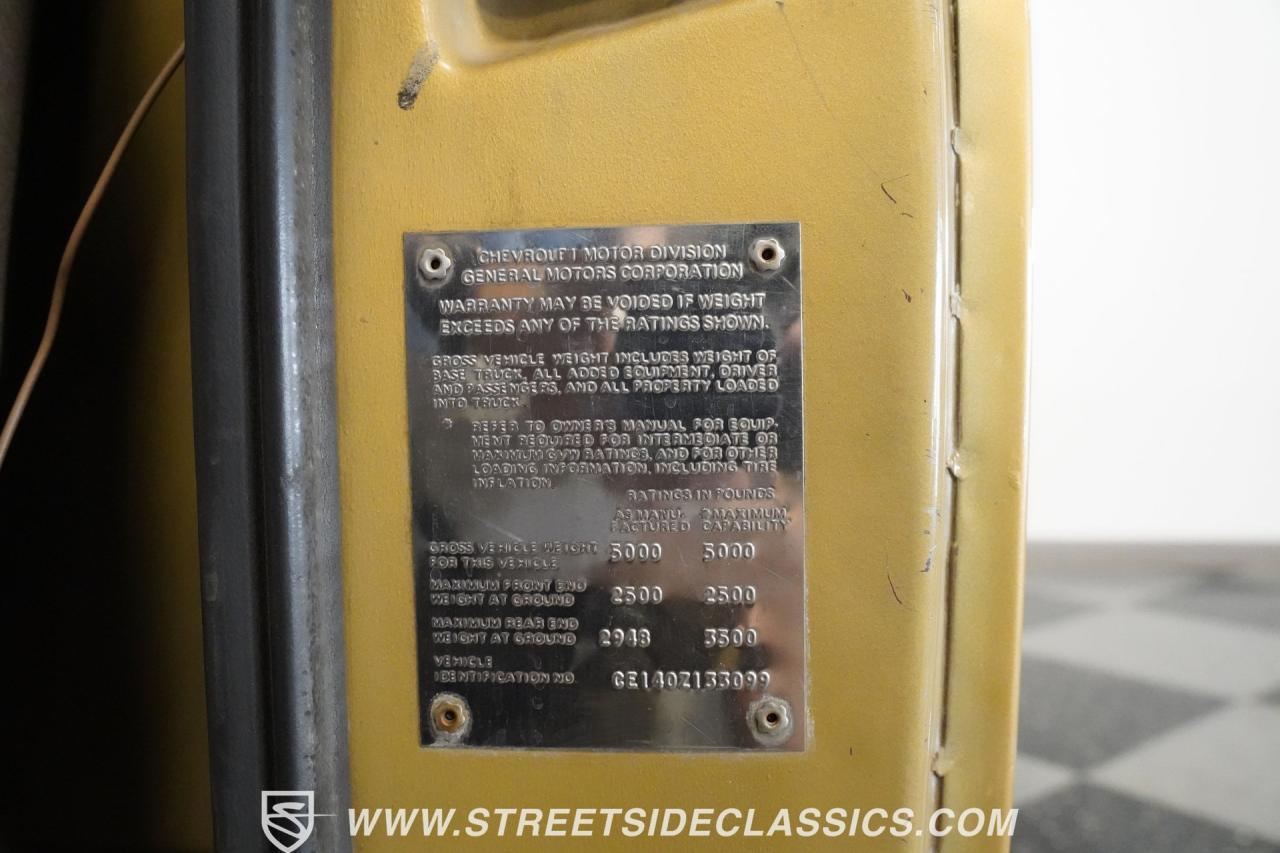 CHEVROLET MOTOR DIVISION
GENERAL MOTORS CORPORATION
WARRANTY MAY BE VOIDED IF WEIGHT
EXCEEDS ANY OF THE RATINGS SHOWN.
GROSS VEHICLE WEIGHT INCLUDES WEIGHT OF
BASE TRUCK, ALL ADDED EQUIPMENT, DRIVER
AND PASSENGERS, AND ALL PROPERTY LOADED
INTO TRUCK.
* REFER TO OWNER'S MANUAL FOR EQUIP-
MENT REQUIRED FOR INTERMEDIATE OR
MAXIMUM GVW RATINGS, AND FOR OTHER
LOADING INFORMATION, INCLUDING TIRE
INFLATION.
RATINGS IN POUNDS
AS MANU- * MAXIMUM
FACTURED CAPABILITY
GROSS VEHICLE WEIGHT 5000 5000
FOR THIS VEHICLE
MAXIMUM FRONT END
WEIGHT AT GROUND 2500 2500
MAXIMUM REAR END
WEIGHT AT GROUND 2948 3500
VEHICLE
IDENTIFICATION NO. CE140Z133099
WWW.STREETSIDECLASSICS.COM